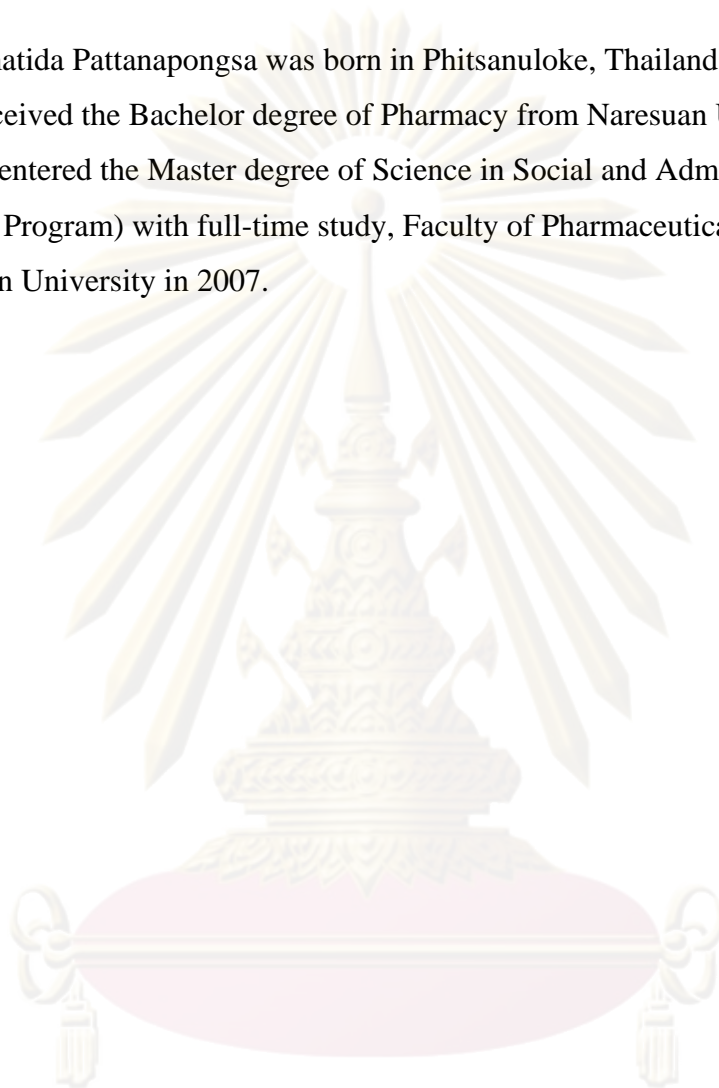 natida Pattanapongsa was born in Phitsanuloke, Thailand
ceived the Bachelor degree of Pharmacy from Naresuan U
entered the Master degree of Science in Social and Adm
Program) with full-time study, Faculty of Pharmaceutica
n University in 2007.